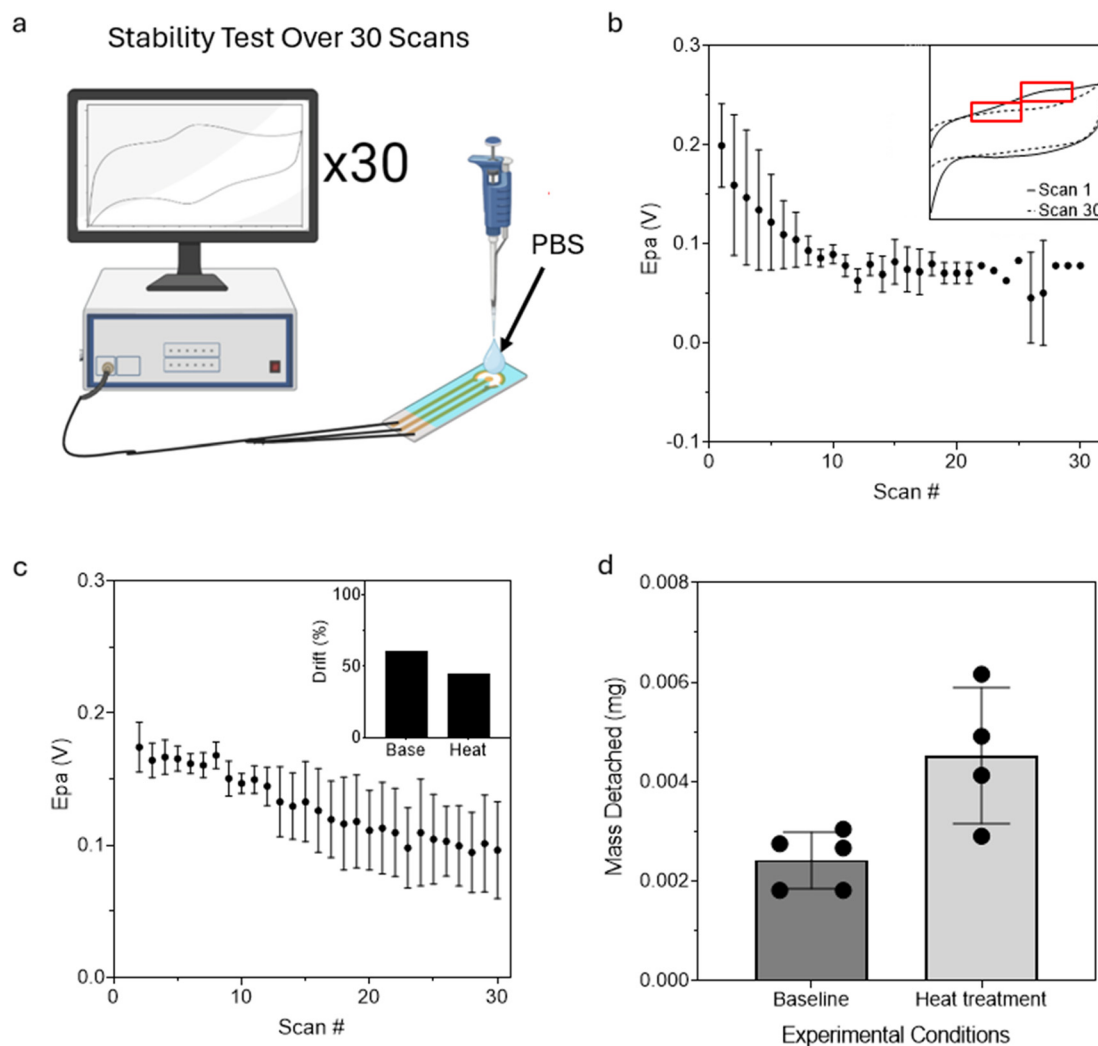 a
Stability Test Over 30 Scans
x30
PBS
b
0.3
0.2
0.1
0.0
-0.1
Epa (V)
0
10
20
30
Scan #
Scan 1
Scan 30
c
0.3
0.2
0.1
0.0
Epa (V)
0
10
20
30
Scan #
100
50
0
Drift (%)
Base
Heat
d
0.008
0.006
0.004
0.002
0.000
Mass Detached (mg)
Baseline
Heat treatment
Experimental Conditions